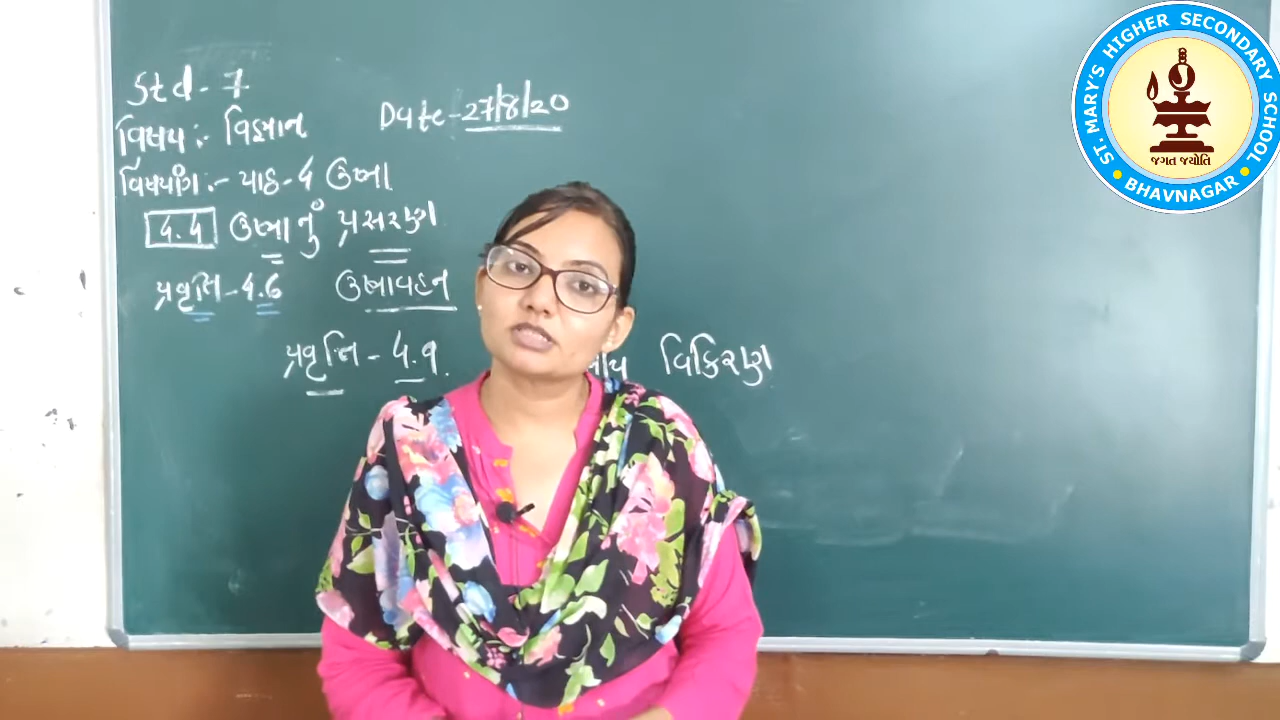 Std - 7
Date - 27/8/20
વિષય :- વિજ્ઞાન
વિષયાંગ :- પાઠ - 4 ઉષ્મા
4.4 ઉષ્માનું પ્રસરણ
પ્રવૃત્તિ - 4.6 ઉષ્માવહન
પ્રવૃત્તિ - 4.9. વિકિરણ
ST. MARY'S HIGHER SECONDARY SCHOOL
જગત જ્યોતિ
BHAVNAGAR